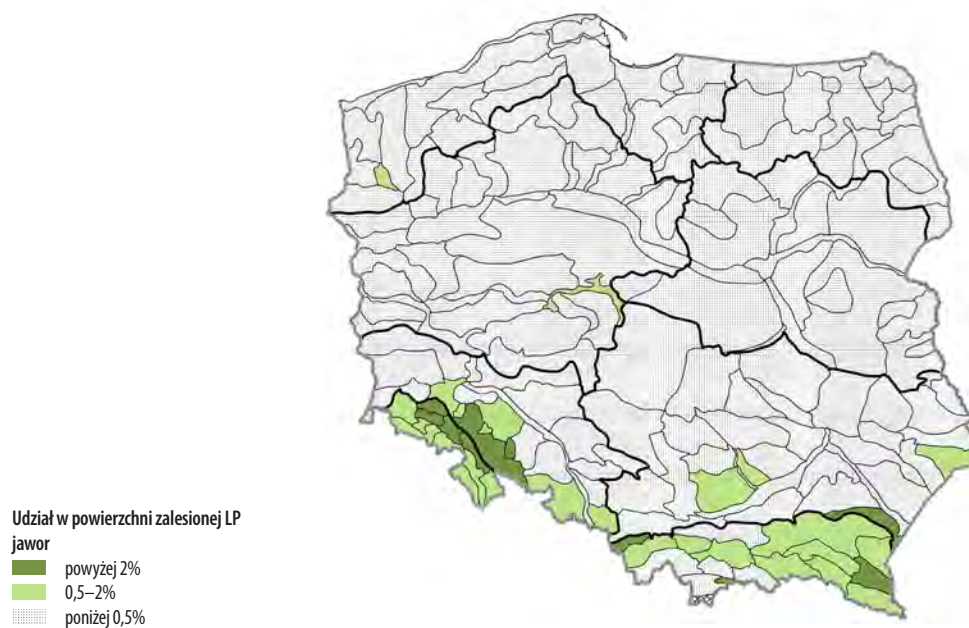 Udział w powierzchni zalesionej LP
jawor
powyżej 2%
0,5–2%
poniżej 0,5%